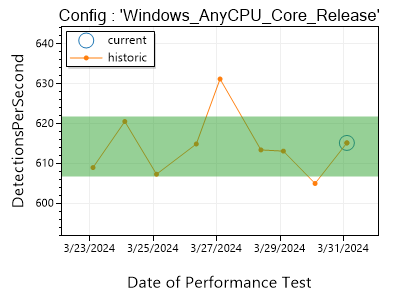 Config : 'Windows_AnyCPU_Core_Release'
current
historic
DetectionsPerSecond
640
620
610
600
3/23/2024
3/25/2024
3/27/2024
3/29/2024
3/31/2024
Date of Performance Test